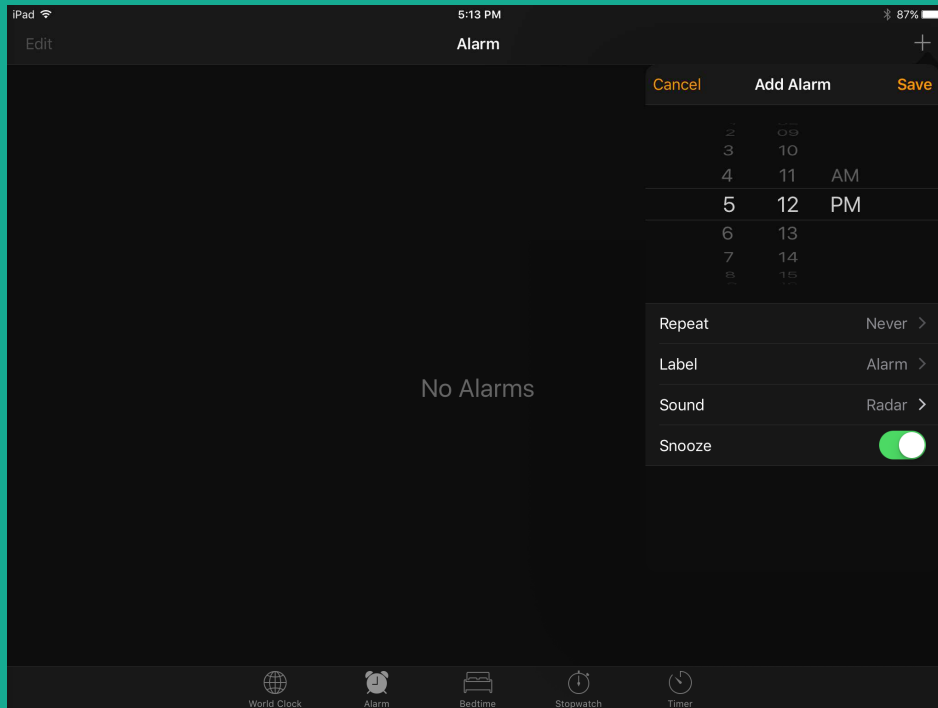 iPad 5:13 PM 87%
Edit Alarm +
Cancel Add Alarm Save
2 09
3 10
4 11 AM
5 12 PM
6 13
7 14
8 15
Repeat Never >
Label Alarm >
Sound Radar >
Snooze
No Alarms
World Clock Alarm Bedtime Stopwatch Timer